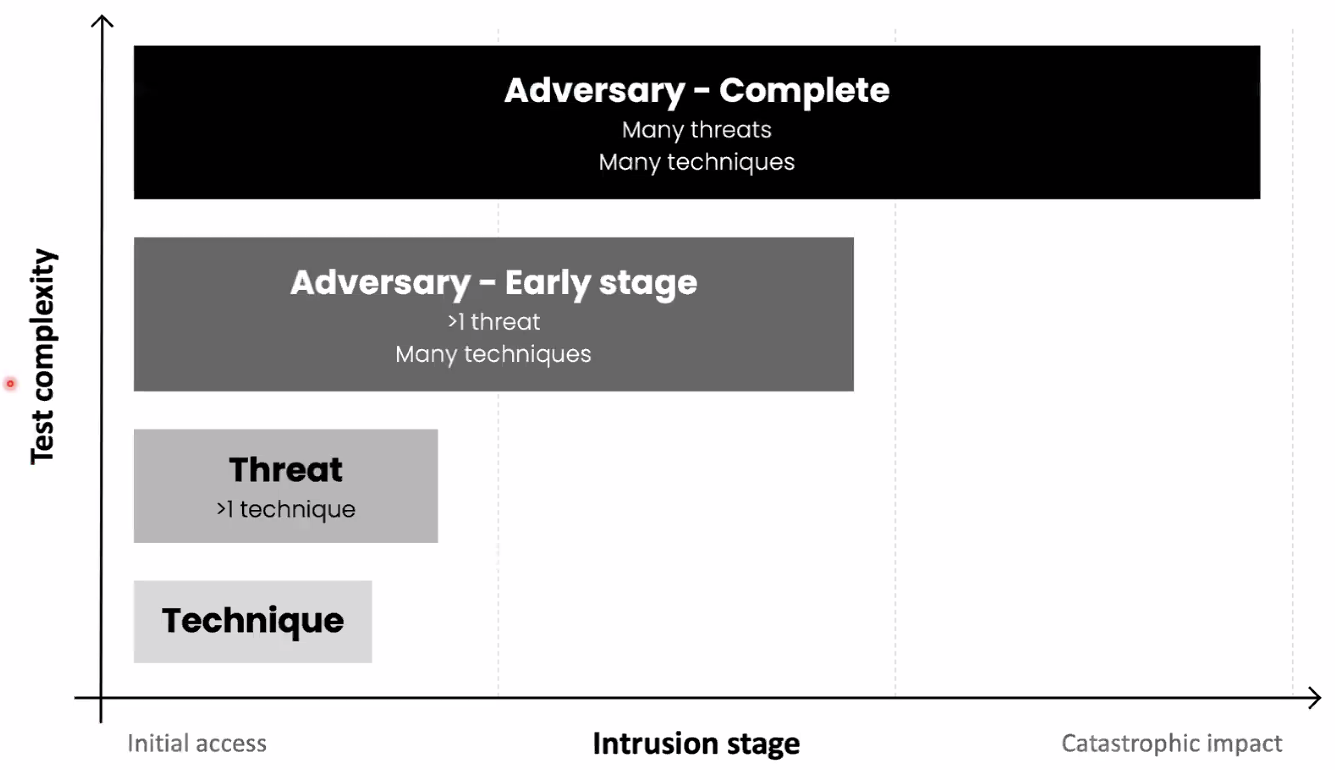 Adversary - Complete
Many threats
Many techniques
Adversary - Early stage
>1 threat
Many techniques
Threat
>1 technique
Technique
Test complexity
Initial access
Intrusion stage
Catastrophic impact